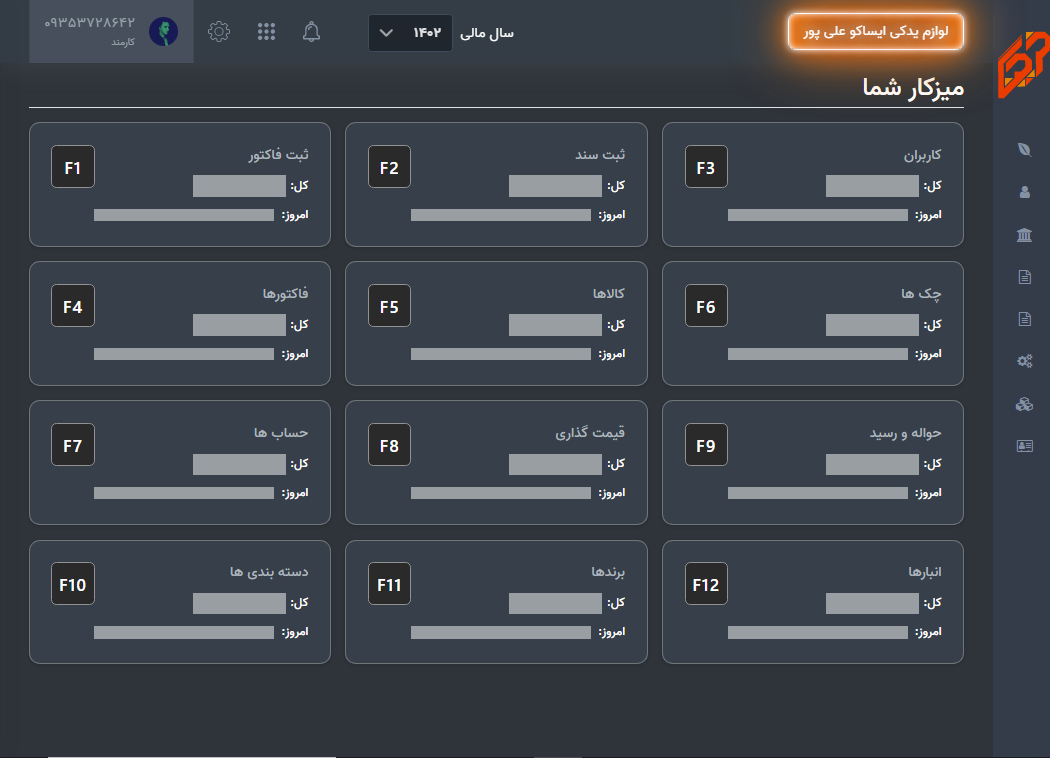 لوازم یدکی ایساکو علی پور
سال مالی ۱۴۰۲
۰۹۳۵۳۷۲۸۶۴۲
کارمند
میزکار شما
کاربران F3
کل:
امروز:
ثبت سند F2
کل:
امروز:
ثبت فاکتور F1
کل:
امروز:
چک ها F6
کل:
امروز:
کالاها F5
کل:
امروز:
فاکتورها F4
کل:
امروز:
حواله و رسید F9
کل:
امروز:
قیمت گذاری F8
کل:
امروز:
حساب ها F7
کل:
امروز:
انبارها F12
کل:
امروز:
برندها F11
کل:
امروز:
دسته بندی ها F10
کل:
امروز: